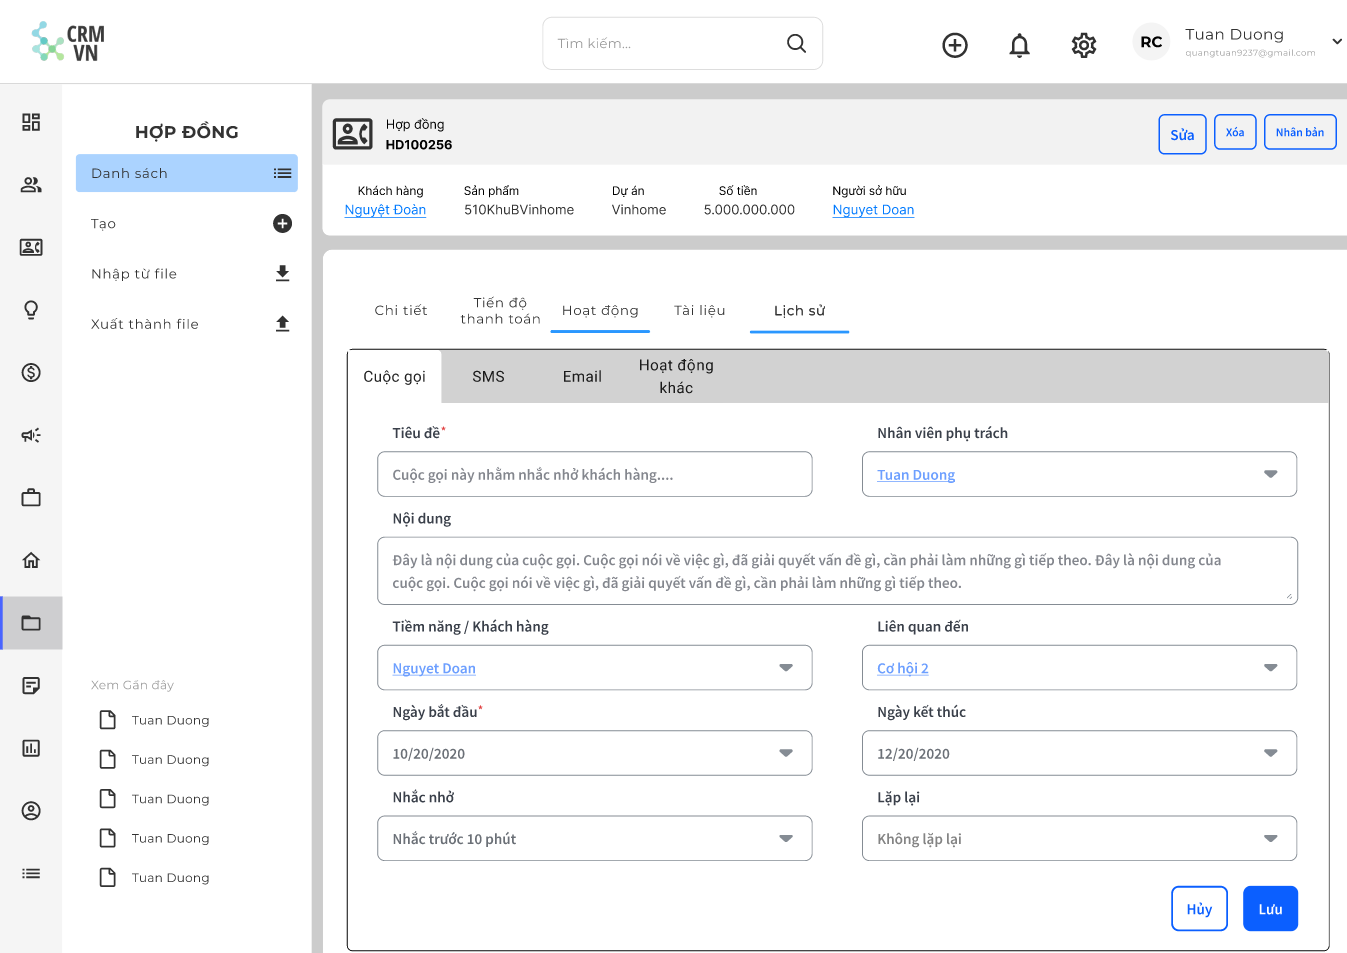 CRM
VN
Tìm kiếm...
RC
Tuan Duong
quangtuan9237@gmail.com
HỢP ĐỒNG
Danh sách
Tạo
Nhập từ file
Xuất thành file
Xem Gần đây
Tuan Duong
Tuan Duong
Tuan Duong
Tuan Duong
Tuan Duong
Hợp đồng
HD100256
Sửa
Xóa
Nhân bản
Khách hàng
Nguyệt Đoàn
Sản phẩm
510KhuBVinhome
Dự án
Vinhome
Số tiền
5.000.000.000
Người sở hữu
Nguyet Doan
Chi tiết
Tiến độ
thanh toán
Hoạt động
Tài liệu
Lịch sử
Cuộc gọi
SMS
Email
Hoạt động
khác
Tiêu đề*
Cuộc gọi này nhằm nhắc nhở khách hàng....
Nhân viên phụ trách
Tuan Duong
Nội dung
Đây là nội dung của cuộc gọi. Cuộc gọi nói về việc gì, đã giải quyết vấn đề gì, cần phải làm những gì tiếp theo. Đây là nội dung của
cuộc gọi. Cuộc gọi nói về việc gì, đã giải quyết vấn đề gì, cần phải làm những gì tiếp theo.
Tiềm năng / Khách hàng
Nguyet Doan
Liên quan đến
Cơ hội 2
Ngày bắt đầu*
10/20/2020
Ngày kết thúc
12/20/2020
Nhắc nhở
Nhắc trước 10 phút
Lặp lại
Không lặp lại
Hủy
Lưu